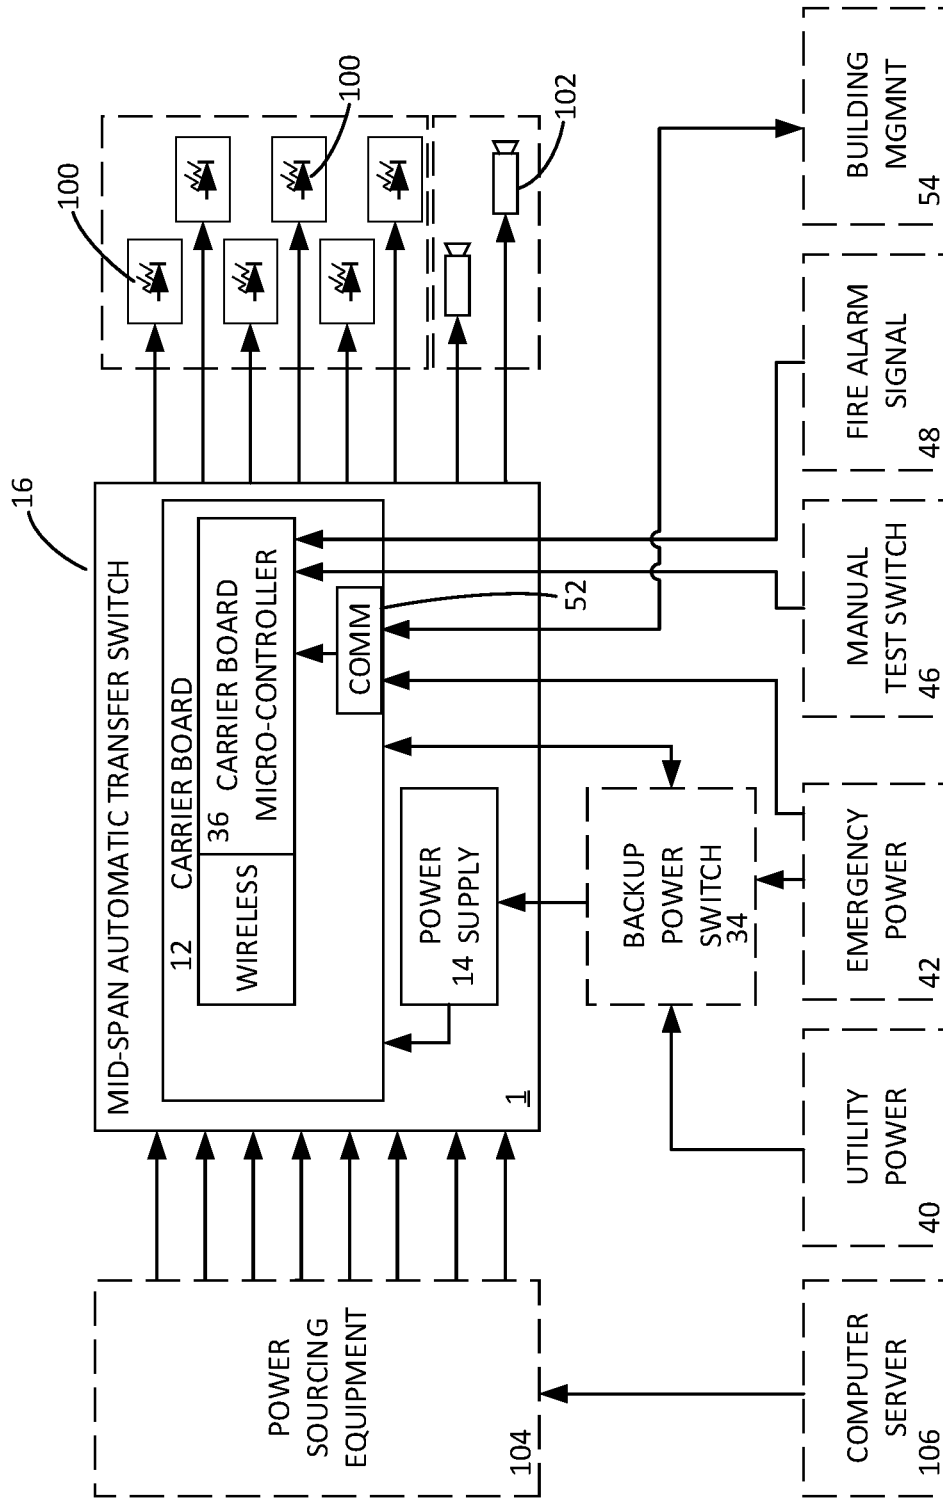 16
MID-SPAN AUTOMATIC TRANSFER SWITCH
12
CARRIER BOARD
WIRELESS
36
CARRIER BOARD
MICRO-CONTROLLER
COMM
52
POWER
14 SUPPLY
1
100
100
102
POWER
SOURCING
EQUIPMENT
104
BACKUP
POWER
SWITCH
34
COMPUTER
SERVER
106
UTILITY
POWER
40
EMERGENCY
POWER
42
MANUAL
TEST SWITCH
46
FIRE ALARM
SIGNAL
48
BUILDING
MGMNT
54